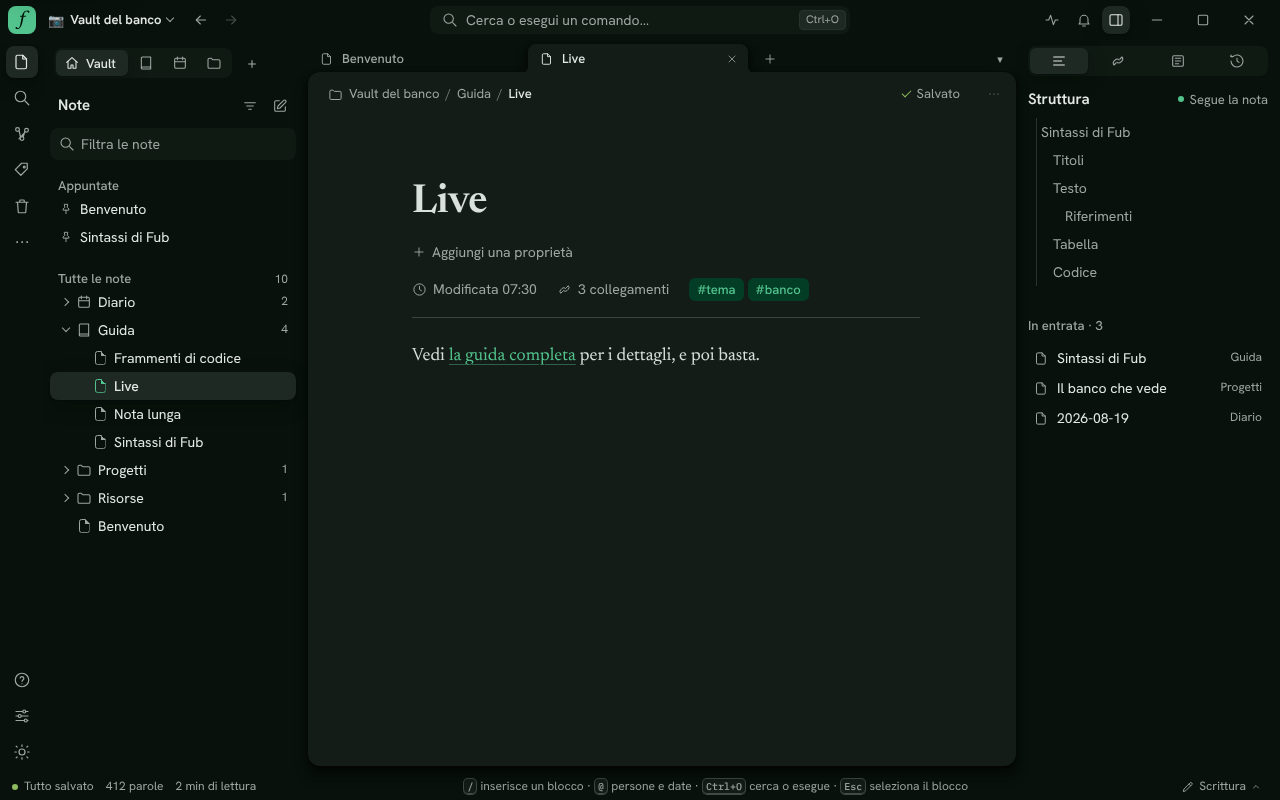 f
Vault del banco
Cerca o esegui un comando…
Ctrl+O
Vault
Benvenuto
Live
Note
Filtra le note
Appuntate
Benvenuto
Sintassi di Fub
Tutte le note 10
Diario 2
Guida 4
Frammenti di codice
Live
Nota lunga
Sintassi di Fub
Progetti 1
Risorse 1
Benvenuto
Vault del banco / Guida / Live
Salvato
Live
Aggiungi una proprietà
Modificata 07:30 3 collegamenti #tema #banco
Vedi la guida completa per i dettagli, e poi basta.
Struttura
Segue la nota
Sintassi di Fub
Titoli
Testo
Riferimenti
Tabella
Codice
In entrata · 3
Sintassi di Fub Guida
Il banco che vede Progetti
2026-08-19 Diario
Tutto salvato 412 parole 2 min di lettura
/ inserisce un blocco · @ persone e date · Ctrl+O cerca o esegue · Esc seleziona il blocco
Scrittura